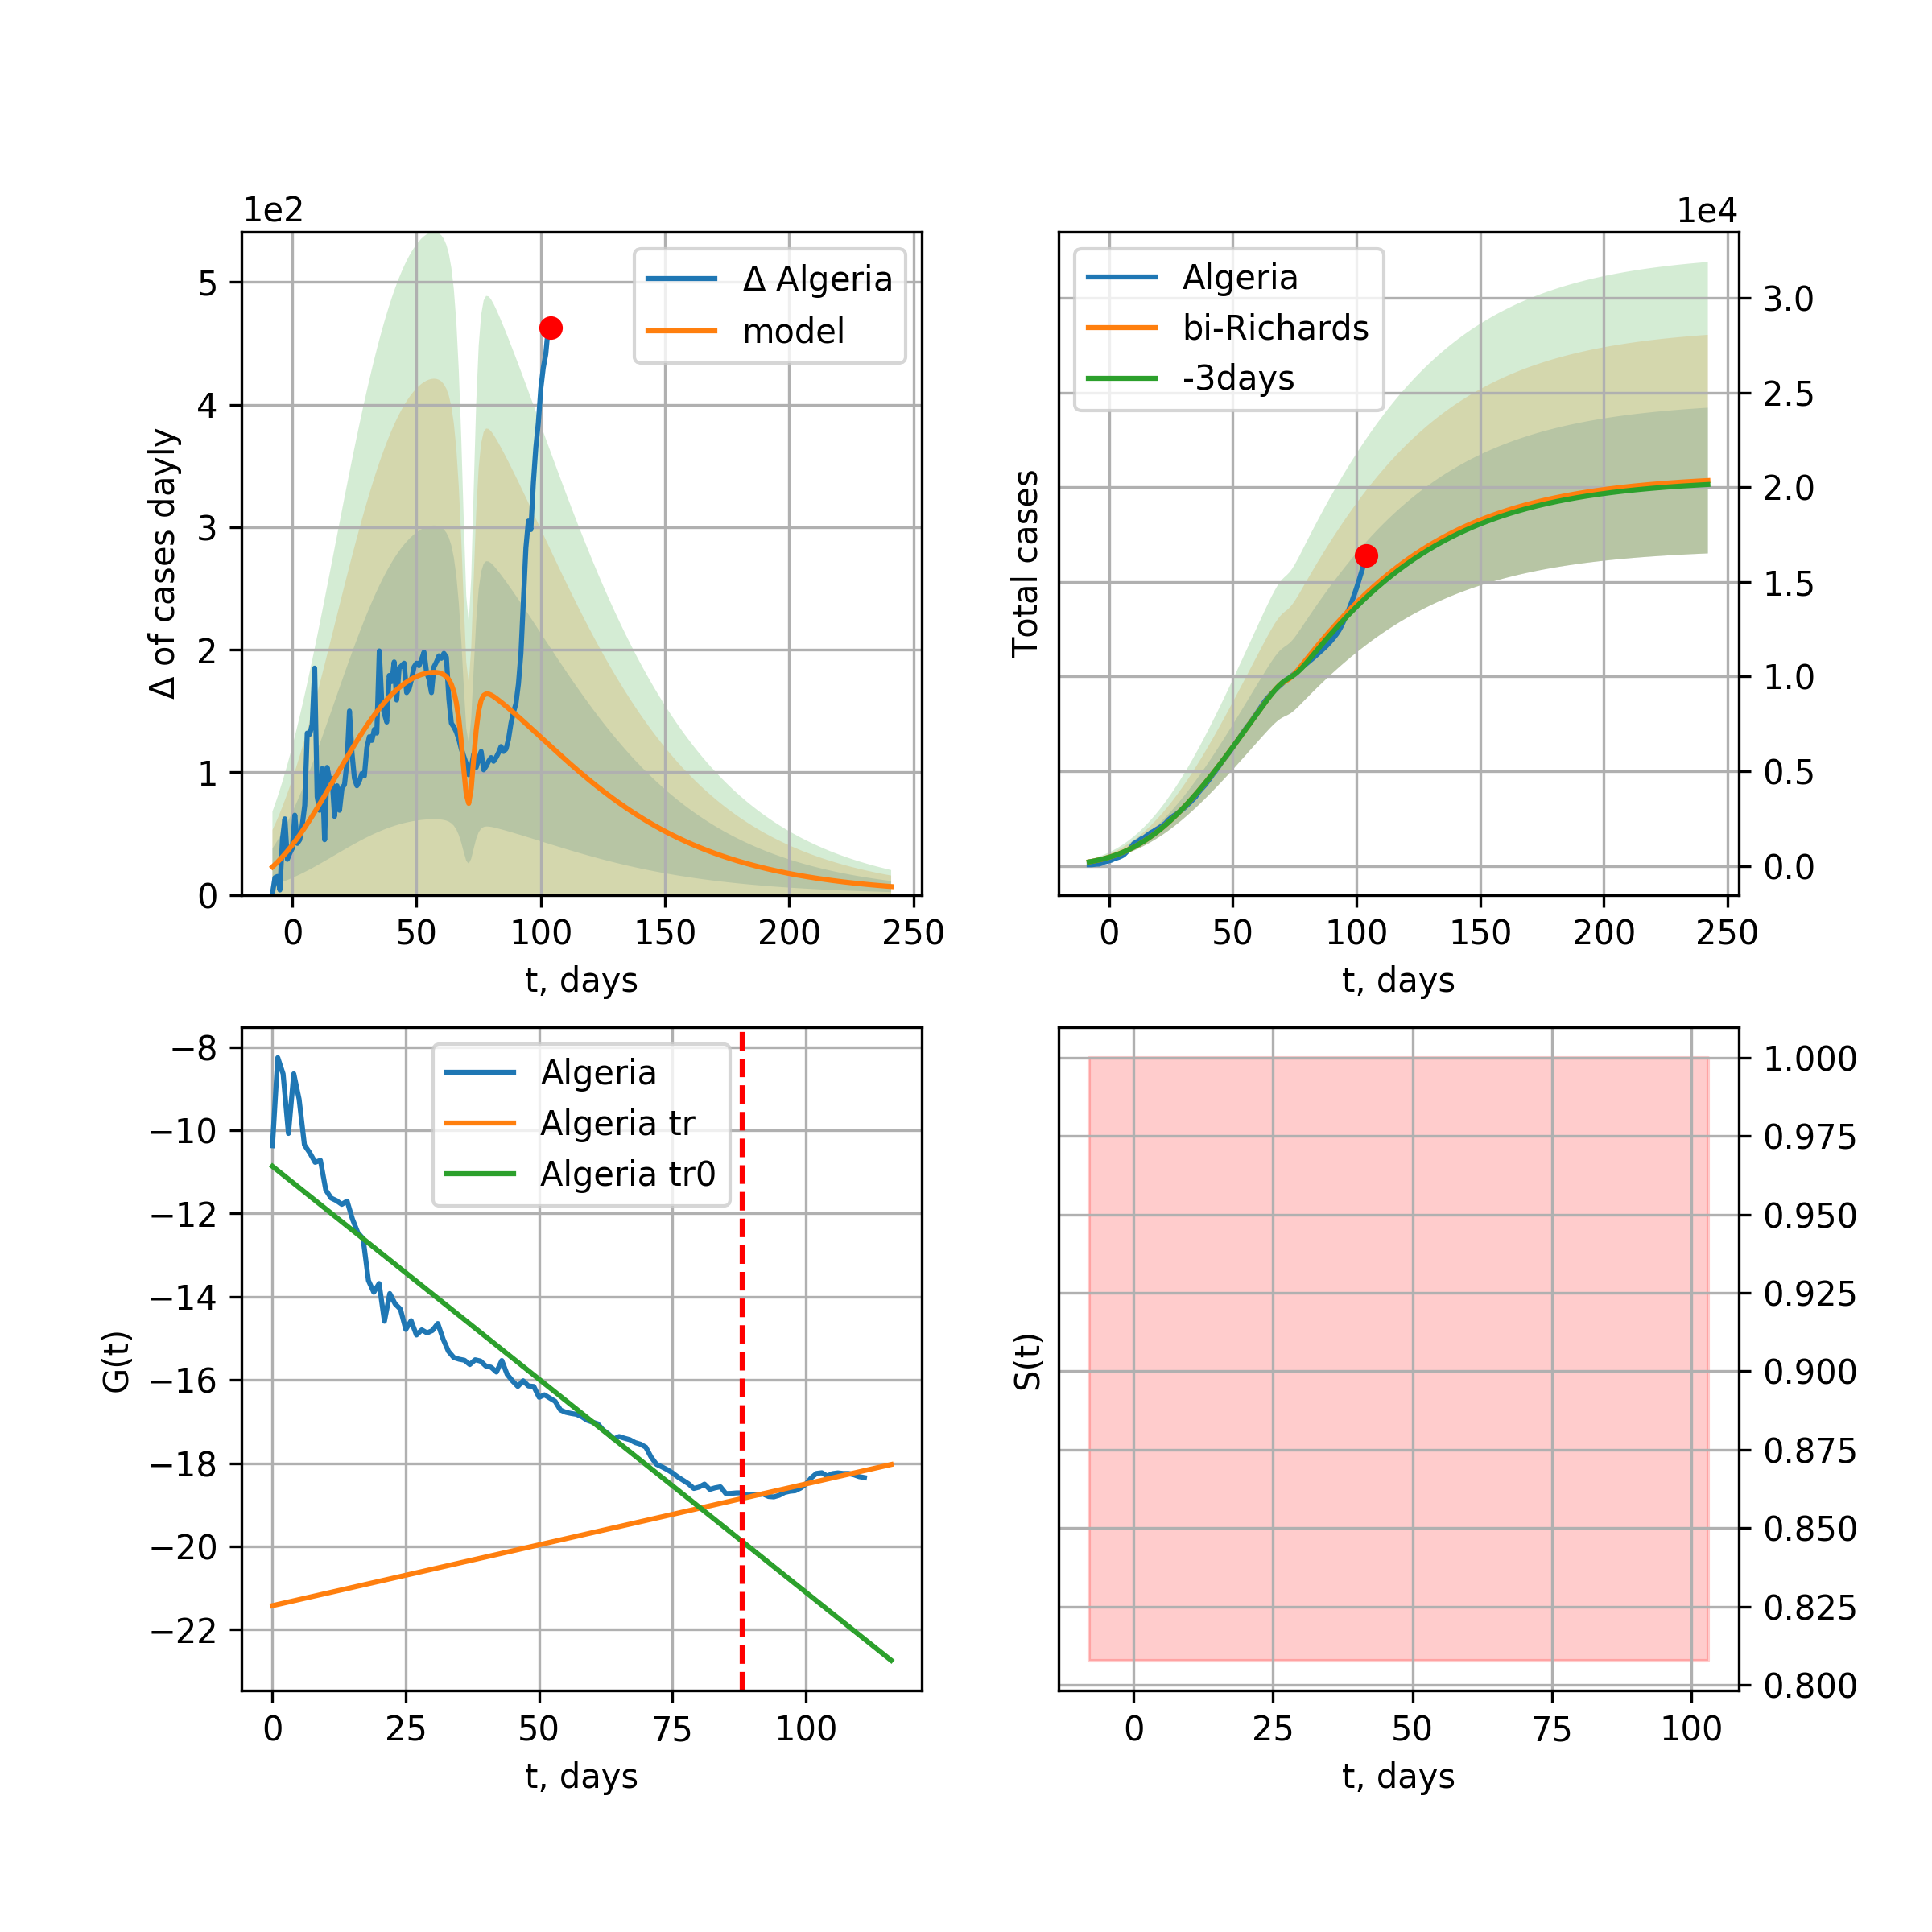 1e2
Δ of cases dayly
5
4
3
2
1
0
Δ Algeria
model
0 50 100 150 200 250
t, days
1e4
Total cases
Algeria
bi-Richards
-3days
3.0
2.5
2.0
1.5
1.0
0.5
0.0
0 50 100 150 200 250
t, days
G(t)
−8
−10
−12
−14
−16
−18
−20
−22
Algeria
Algeria tr
Algeria tr0
0 25 50 75 100
t, days
S(t)
1.000
0.975
0.950
0.925
0.900
0.875
0.850
0.825
0.800
0 25 50 75 100
t, days